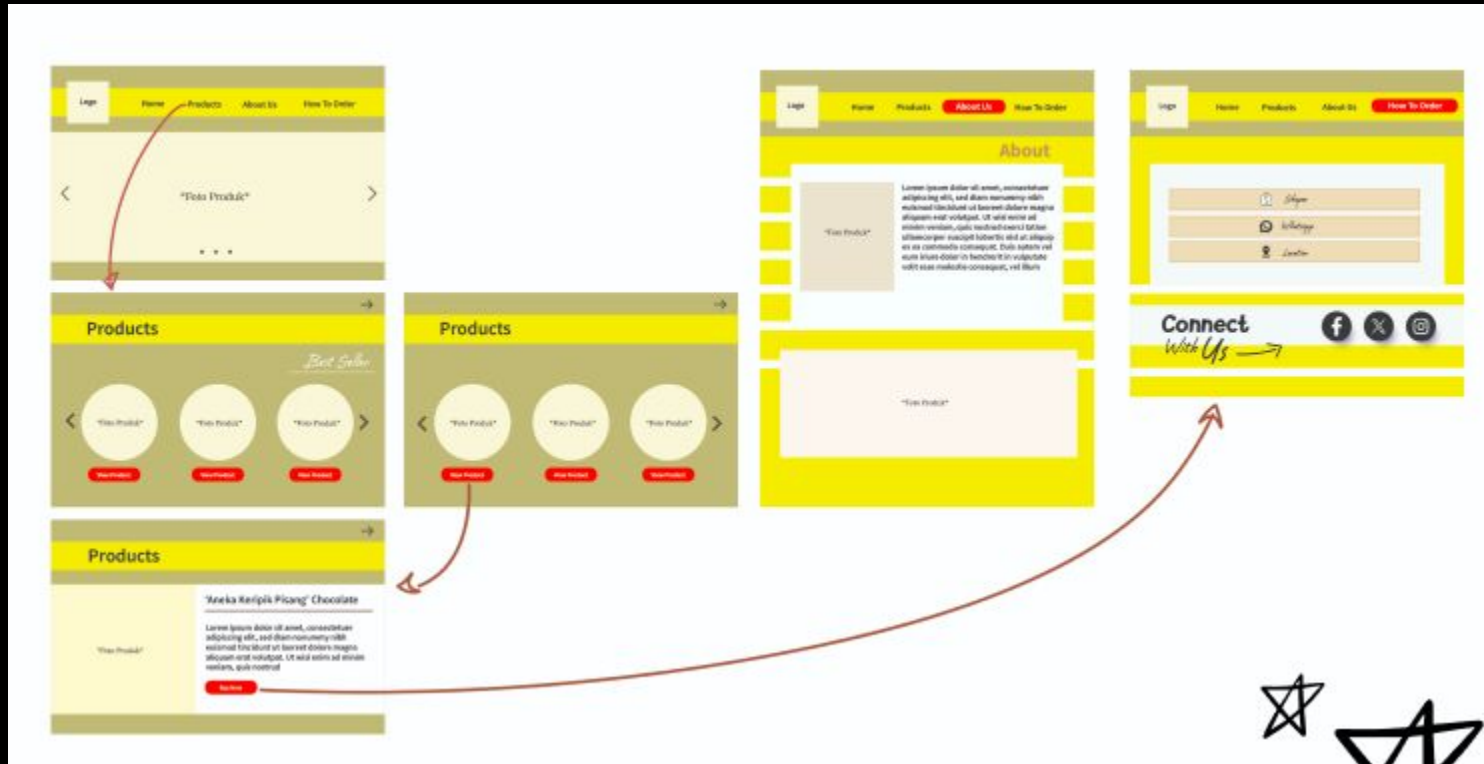 Logo
Home Products About Us How To Order
"Foto Produk"
Products
Best Seller
"Foto Produk" "Foto Produk" "Foto Produk"
View Product View Product View Product
Products
"Foto Produk" "Foto Produk" "Foto Produk"
View Product View Product View Product
Products
"Foto Produk"
'Aneka Keripik Pisang' Chocolate
Lorem ipsum dolor sit amet, consectetuer
adipiscing elit, sed diam nonummy nibh
euismod tincidunt ut laoreet dolore magna
aliquam erat volutpat. Ut wisi enim ad minim
veniam, quis nostrud
Logo
Home Products About Us How To Order
About
"Foto Produk"
Lorem ipsum dolor sit amet, consectetuer
adipiscing elit, sed diam nonummy nibh
euismod tincidunt ut laoreet dolore magna
aliquam erat volutpat. Ut wisi enim ad
minim veniam, quis nostrud exerci tation
ullamcorper suscipit lobortis nisl ut aliquip
ex ea commodo consequat. Duis autem vel
eum iriure dolor in hendrerit in vulputate
velit esse molestie consequat, vel illum
"Foto Produk"
Logo
Home Products About Us How To Order
Whatsapp
Location
Connect
With Us